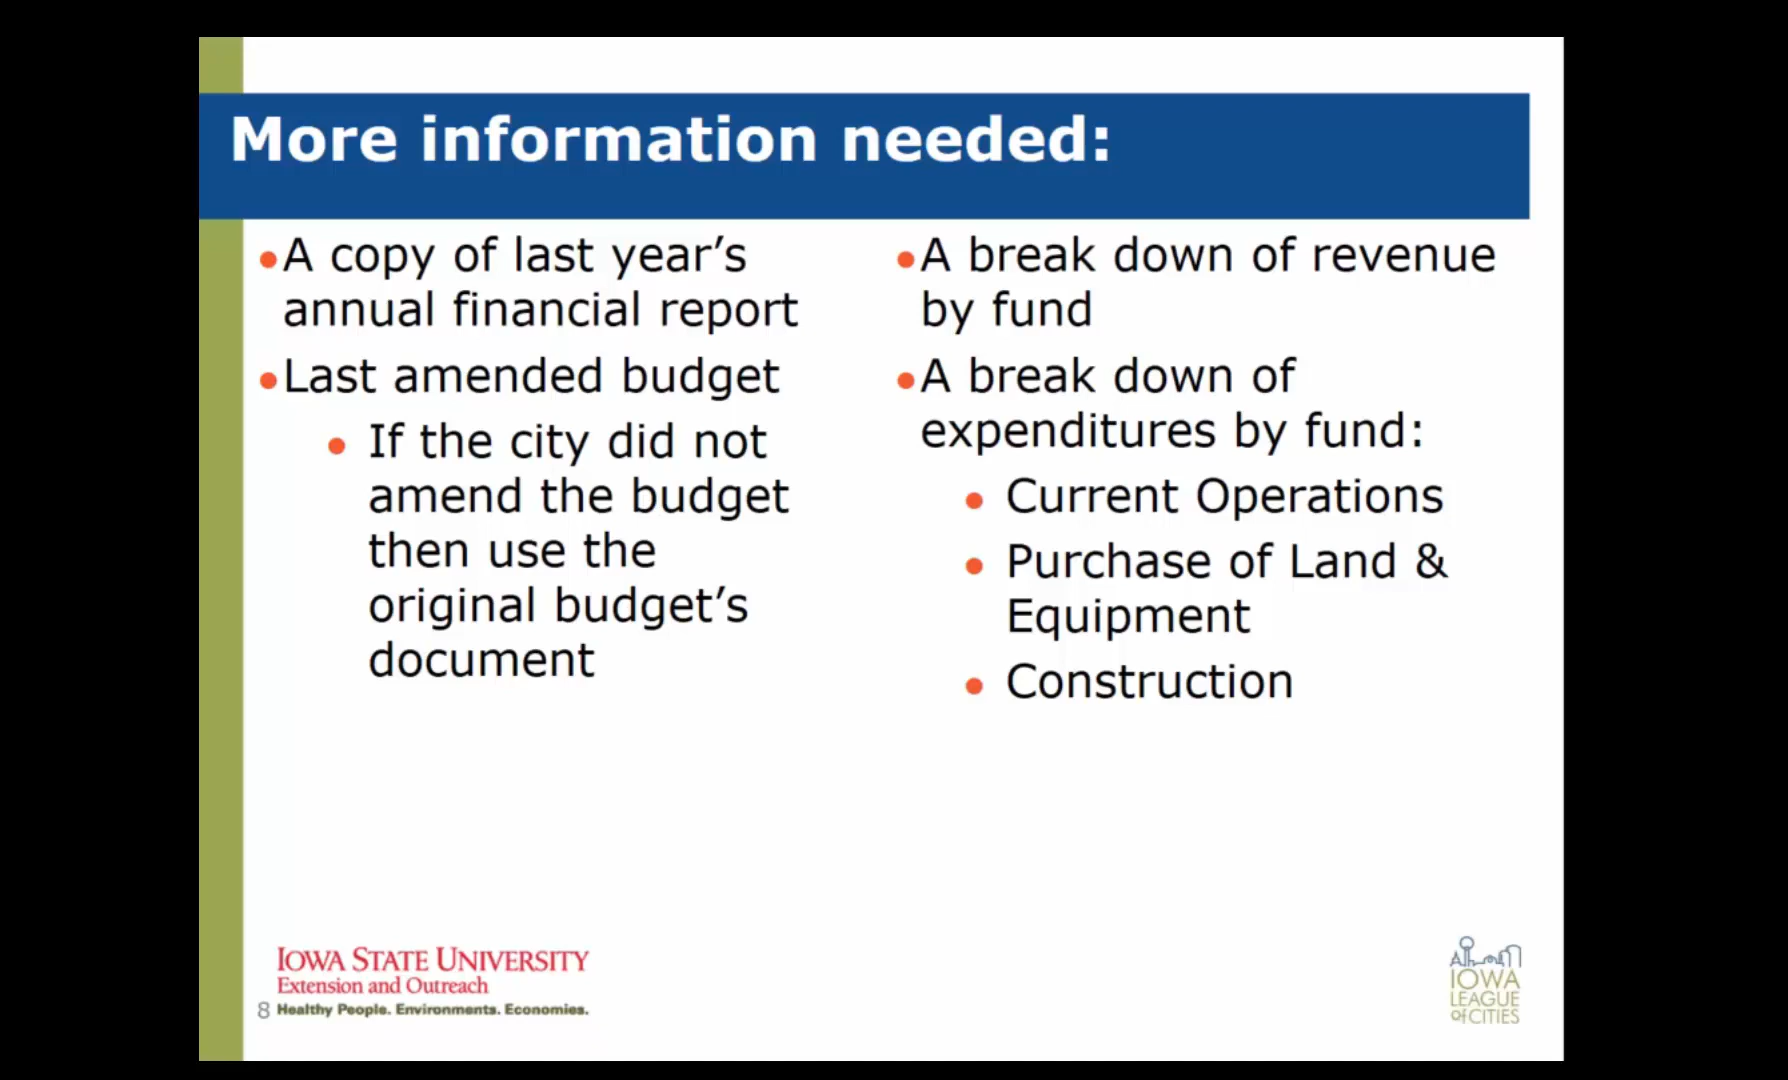 More information needed:
•A copy of last year’s
annual financial report
•Last amended budget
• If the city did not
amend the budget
then use the
original budget’s
document
•A break down of revenue
by fund
•A break down of
expenditures by fund:
• Current Operations
• Purchase of Land &
Equipment
• Construction
IOWA STATE UNIVERSITY
Extension and Outreach
8 Healthy People. Environments. Economies.
IOWA
LEAGUE
of CITIES